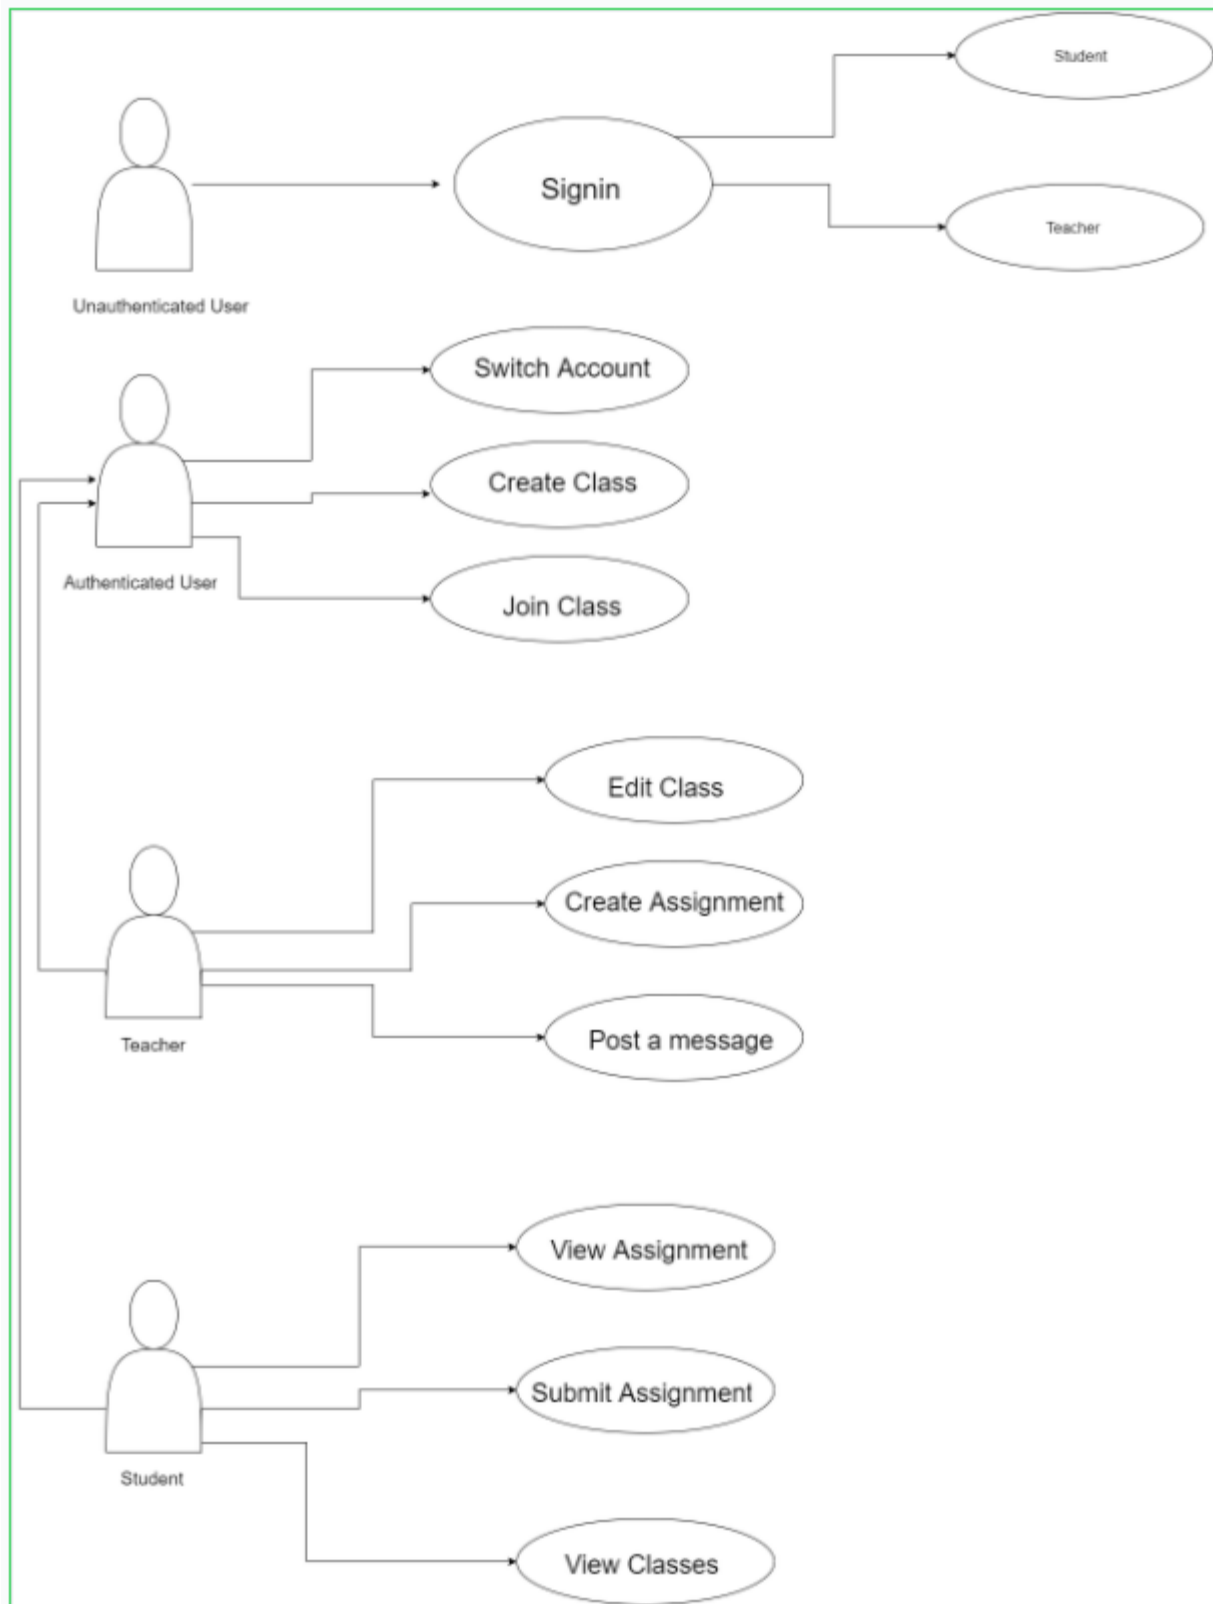 Student
Signin
Teacher
Unauthenticated User
Switch Account
Create Class
Authenticated User
Join Class
Edit Class
Create Assignment
Post a message
Teacher
View Assignment
Submit Assignment
Student
View Classes